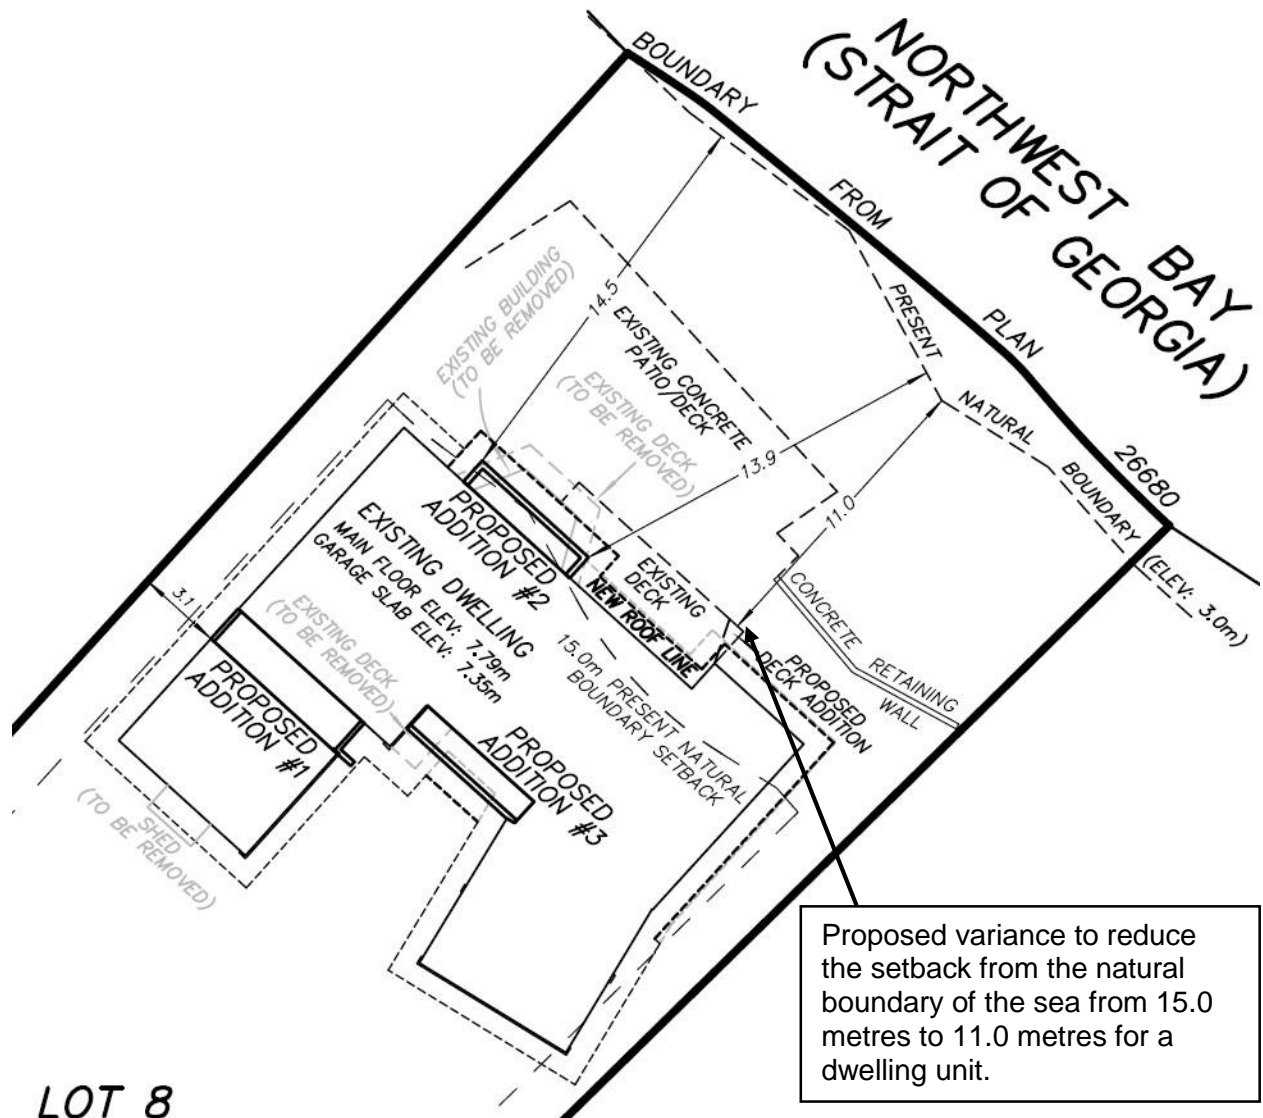 NORTHWEST BAY
(STRAIT OF GEORGIA)
BOUNDARY FROM PLAN 26680
PRESENT NATURAL BOUNDARY (ELEV: 3.0m)
14.5
EXISTING BUILDING
(TO BE REMOVED)
EXISTING CONCRETE
PATIO/DECK
EXISTING DECK
(TO BE REMOVED)
13.9
11.0
PROPOSED
ADDITION #2
EXISTING DWELLING
MAIN FLOOR ELEV: 7.79m
GARAGE SLAB ELEV: 7.35m
EXISTING
DECK
NEW ROOF LINE
CONCRETE RETAINING
WALL
3.1
EXISTING DECK
(TO BE REMOVED)
15.0m PRESENT NATURAL
BOUNDARY SETBACK
PROPOSED
DECK ADDITION
PROPOSED
ADDITION
#1
PROPOSED
ADDITION
#3
SHED
(TO BE REMOVED)
Proposed variance to reduce
the setback from the natural
boundary of the sea from 15.0
metres to 11.0 metres for a
dwelling unit.
LOT 8